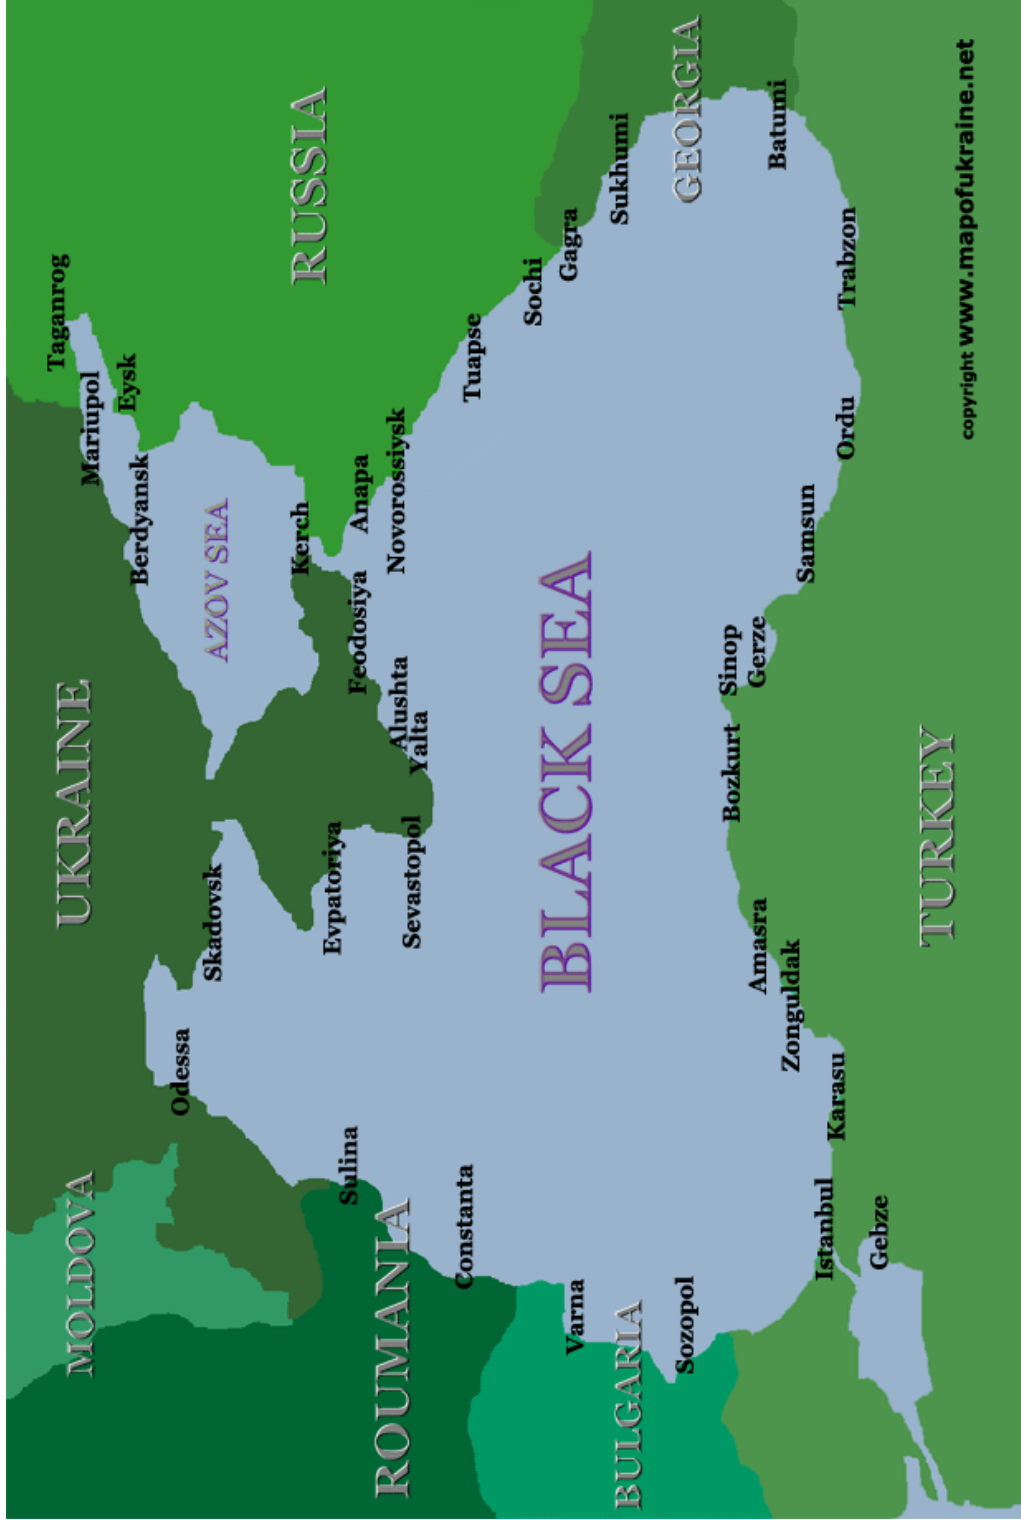 Taganrog
Mariupol
Eysk
UKRAINE
Berdyansk
RUSSIA
MOLDOVA
AZOV SEA
Odessa
Skadovsk
Kerch
Anapa
Sulina
Evpatoriya
Feodosiya
Novorossiysk
ROUMANIA
Sevastopol
Alushta
Yalta
Tuapse
Constanta
Sochi
Gagra
BLACK SEA
Varna
Sukhumi
BULGARIA
GEORGIA
Sozopol
Bozkurt
Sinop
Gerze
Batumi
Amasra
Zonguldak
Samsun
Istanbul
Karasu
Ordu
Trabzon
Gebze
TURKEY
copyright www.mapofukraine.net